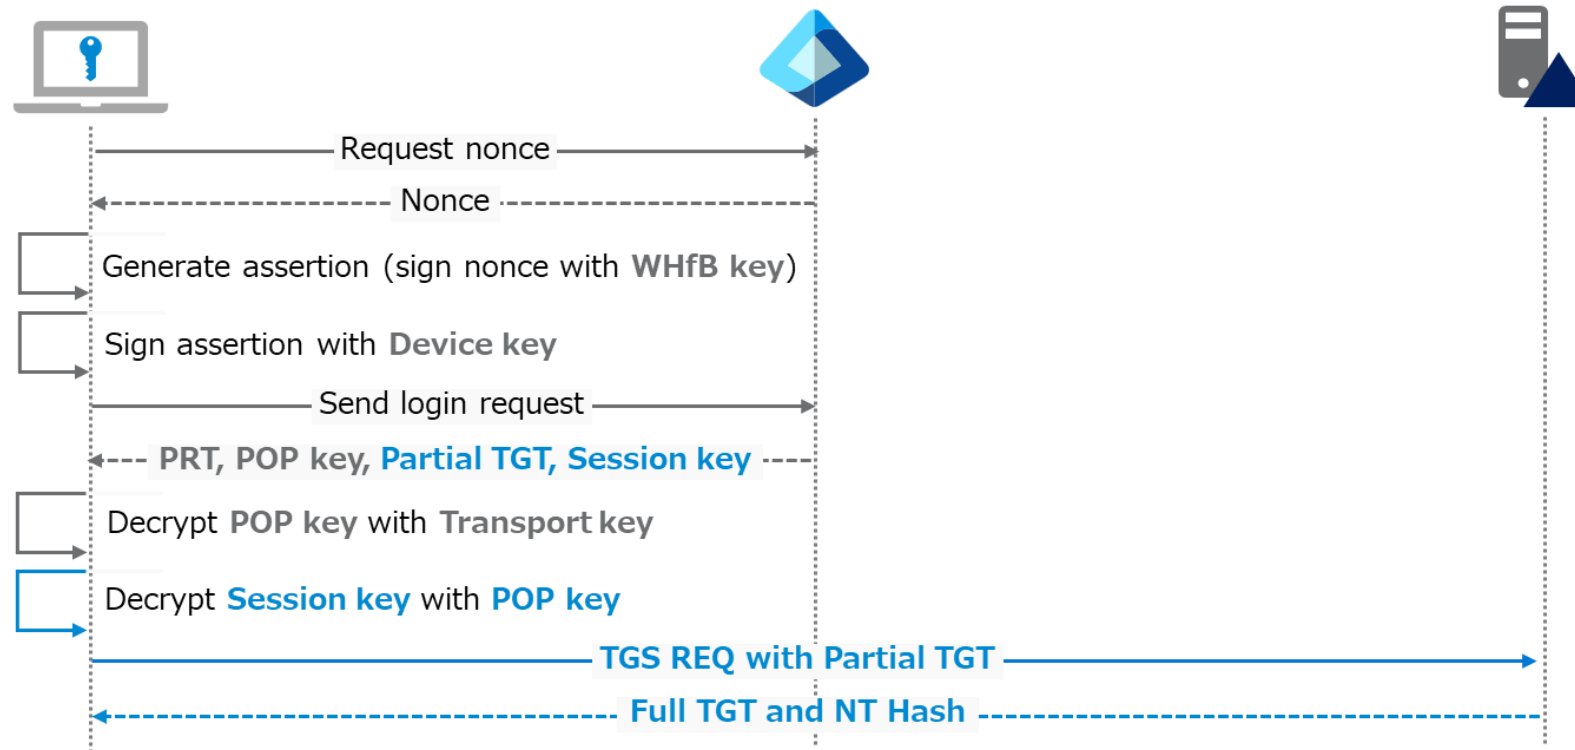 Request nonce
Nonce
Generate assertion (sign nonce with WHfB key)
Sign assertion with Device key
Send login request
PRT, POP key, Partial TGT, Session key
Decrypt POP key with Transport key
Decrypt Session key with POP key
TGS REQ with Partial TGT
Full TGT and NT Hash